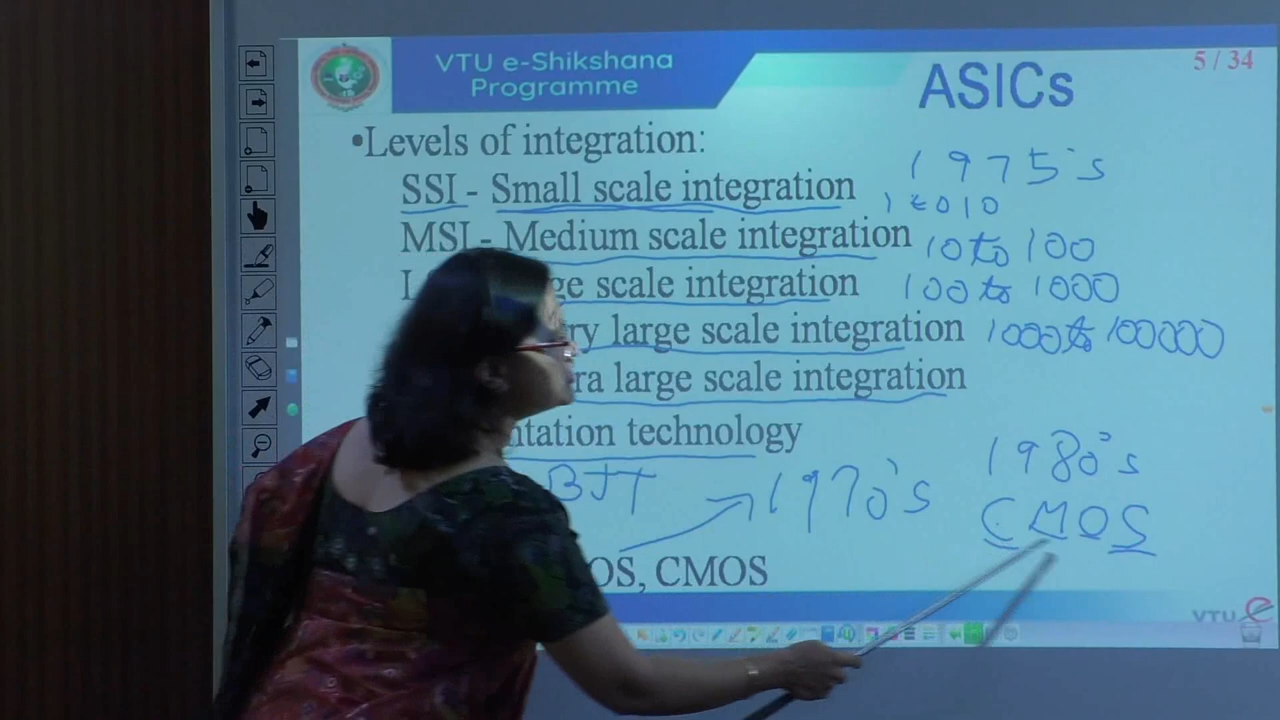 VTU e-Shikshana
Programme
ASICs
5 / 34
•Levels of integration:
1975's
SSI - Small scale integration
1 to 10
MSI - Medium scale integration 10 to 100
ge scale integration 100 to 1000
ry large scale integration 1000 to 100000
ra large scale integration
ntation technology
1980's
BJT
1970's
CMOS
OS, CMOS
VTU e